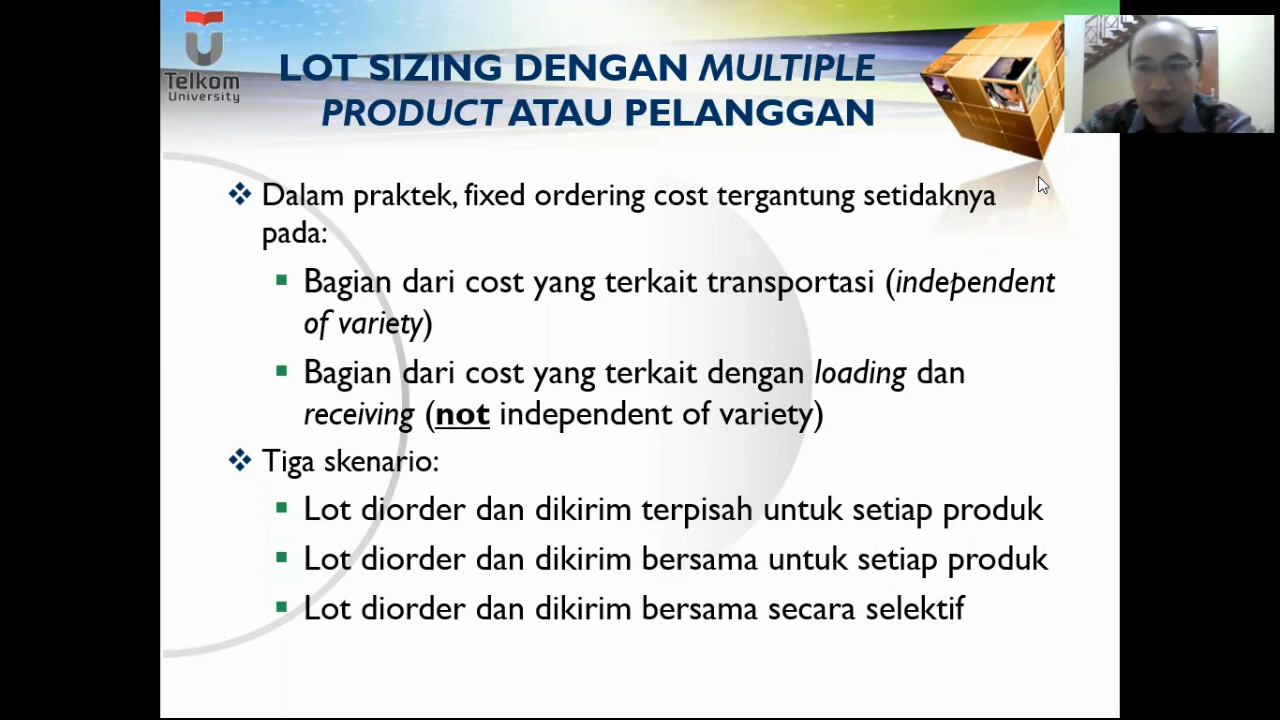 Telkom
University
LOT SIZING DENGAN MULTIPLE
PRODUCT ATAU PELANGGAN
Dalam praktek, fixed ordering cost tergantung setidaknya
pada:
Bagian dari cost yang terkait transportasi (independent
of variety)
Bagian dari cost yang terkait dengan loading dan
receiving (not independent of variety)
Tiga skenario:
Lot diorder dan dikirim terpisah untuk setiap produk
Lot diorder dan dikirim bersama untuk setiap produk
Lot diorder dan dikirim bersama secara selektif